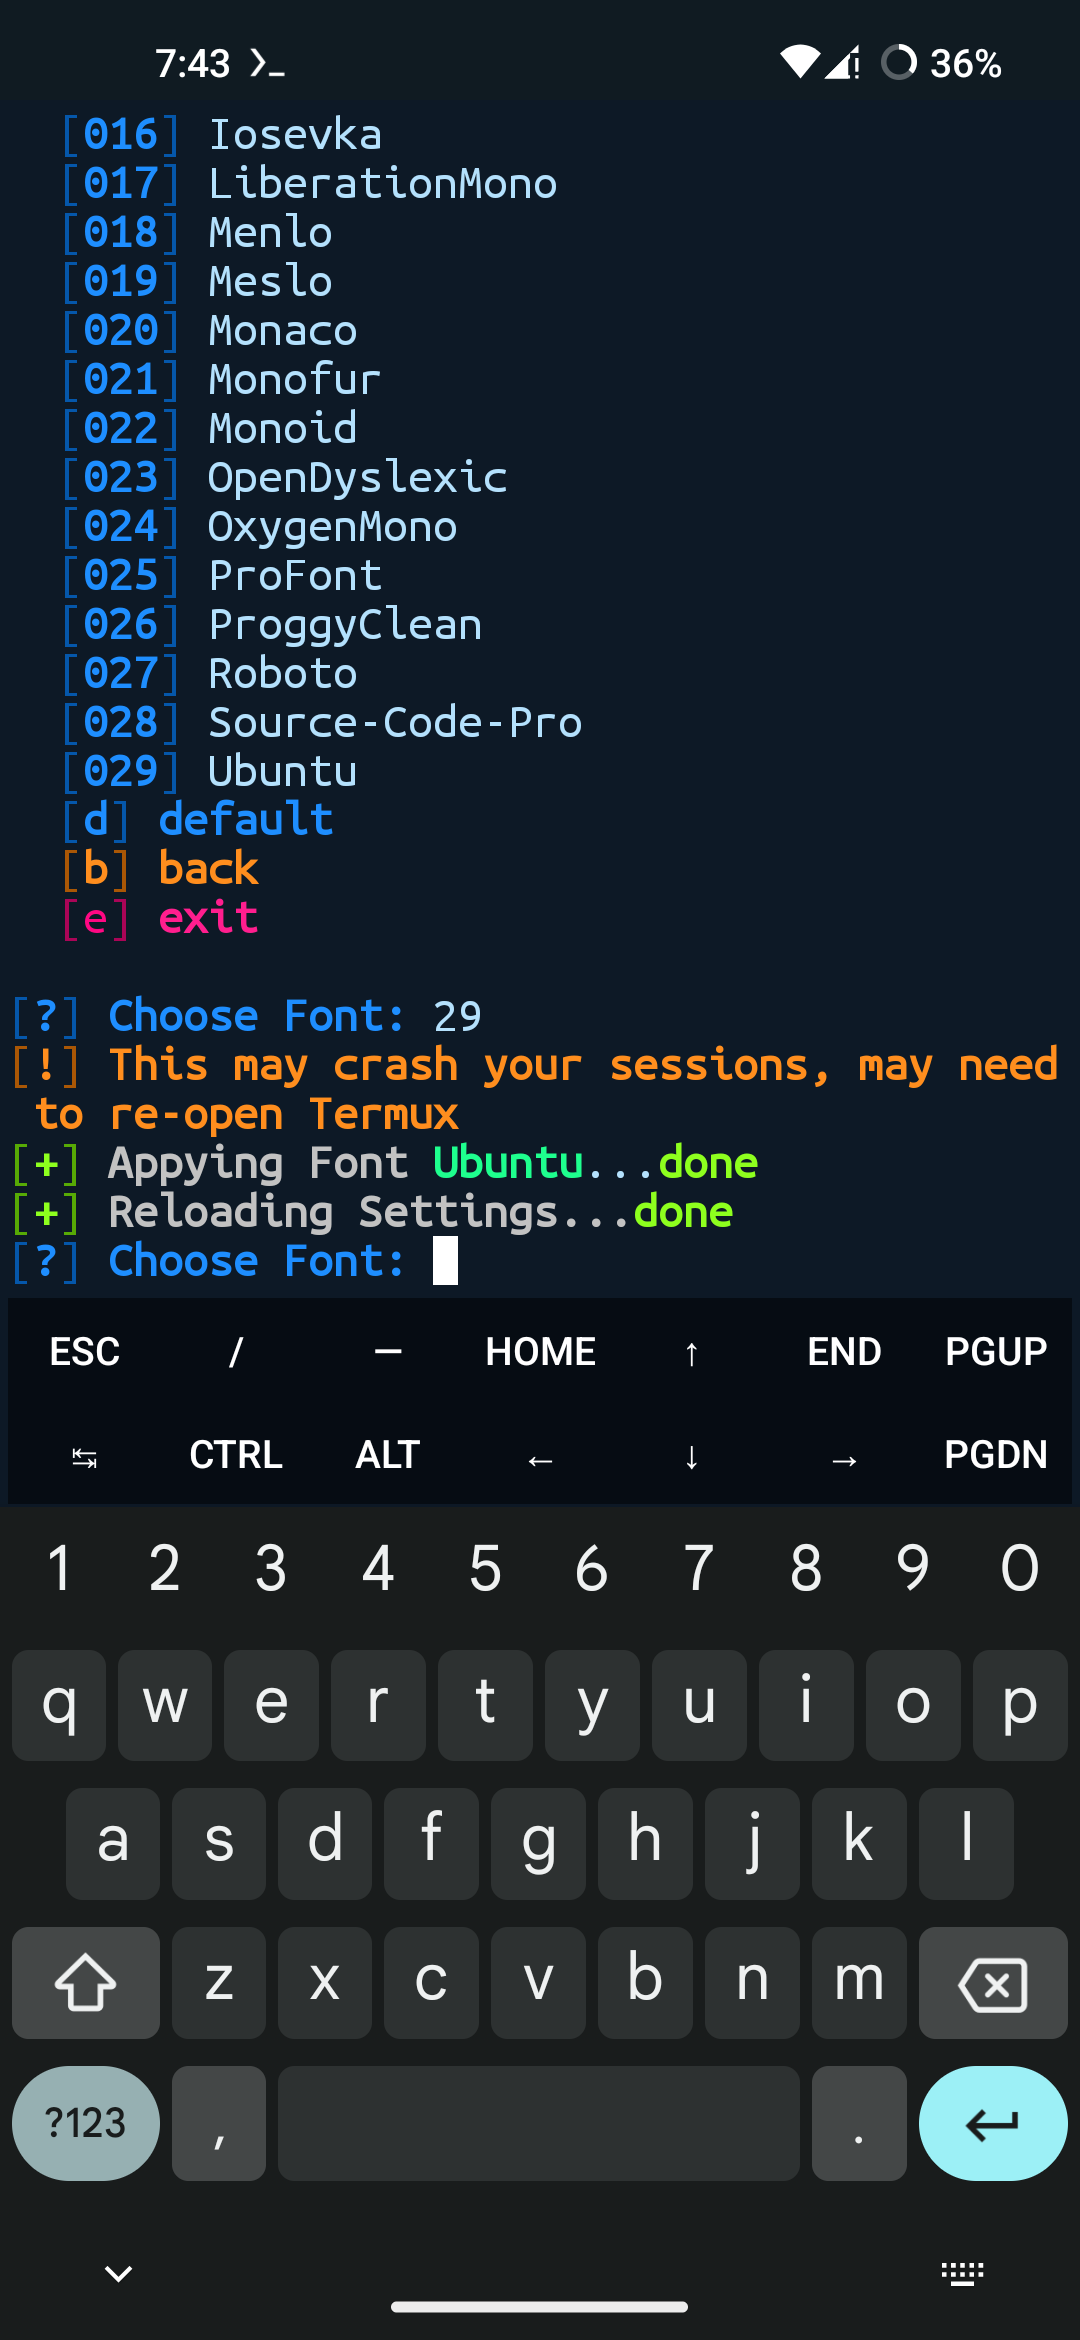 7:43 36%
[016] Iosevka
[017] LiberationMono
[018] Menlo
[019] Meslo
[020] Monaco
[021] Monofur
[022] Monoid
[023] OpenDyslexic
[024] OxygenMono
[025] ProFont
[026] ProggyClean
[027] Roboto
[028] Source-Code-Pro
[029] Ubuntu
[d] default
[b] back
[e] exit
[?] Choose Font: 29
[!] This may crash your sessions, may need
to re-open Termux
[+] Appying Font Ubuntu...done
[+] Reloading Settings...done
[?] Choose Font:
ESC / — HOME ↑ END PGUP
↹ CTRL ALT ← ↓ → PGDN
1 2 3 4 5 6 7 8 9 0
q w e r t y u i o p
a s d f g h j k l
z x c v b n m
?123 , .